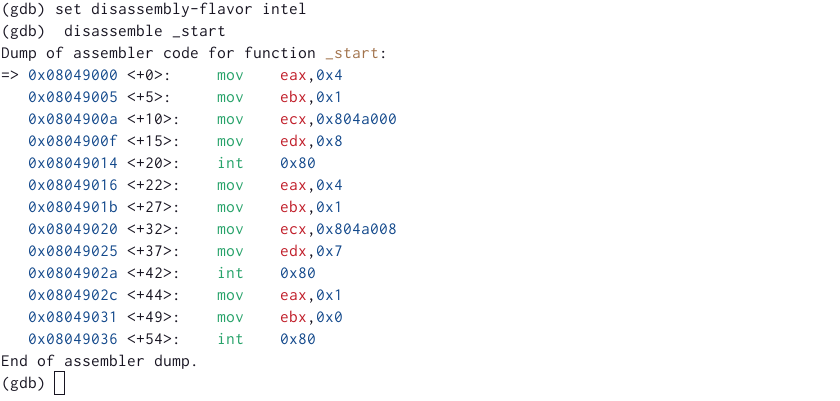 (gdb) set disassembly-flavor intel
(gdb)  disassemble _start
Dump of assembler code for function _start:
=> 0x08049000 <+0>:     mov    eax,0x4
   0x08049005 <+5>:     mov    ebx,0x1
   0x0804900a <+10>:    mov    ecx,0x804a000
   0x0804900f <+15>:    mov    edx,0x8
   0x08049014 <+20>:    int    0x80
   0x08049016 <+22>:    mov    eax,0x4
   0x0804901b <+27>:    mov    ebx,0x1
   0x08049020 <+32>:    mov    ecx,0x804a008
   0x08049025 <+37>:    mov    edx,0x7
   0x0804902a <+42>:    int    0x80
   0x0804902c <+44>:    mov    eax,0x1
   0x08049031 <+49>:    mov    ebx,0x0
   0x08049036 <+54>:    int    0x80
End of assembler dump.
(gdb)